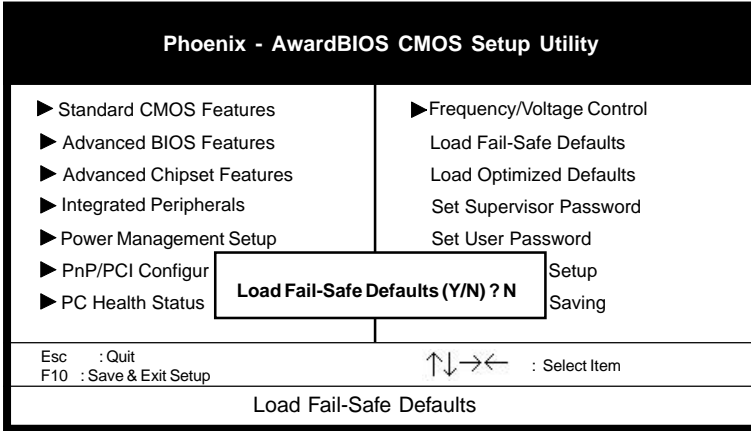 Phoenix - AwardBIOS CMOS Setup Utility
Standard CMOS Features
Advanced BIOS Features
Advanced Chipset Features
Integrated Peripherals
Power Management Setup
PnP/PCI Configur
PC Health Status
Frequency/Voltage Control
Load Fail-Safe Defaults
Load Optimized Defaults
Set Supervisor Password
Set User Password
Setup
Saving
Load Fail-Safe Defaults (Y/N) ? N
Esc : Quit
F10 : Save & Exit Setup
↑↓→← : Select Item
Load Fail-Safe Defaults